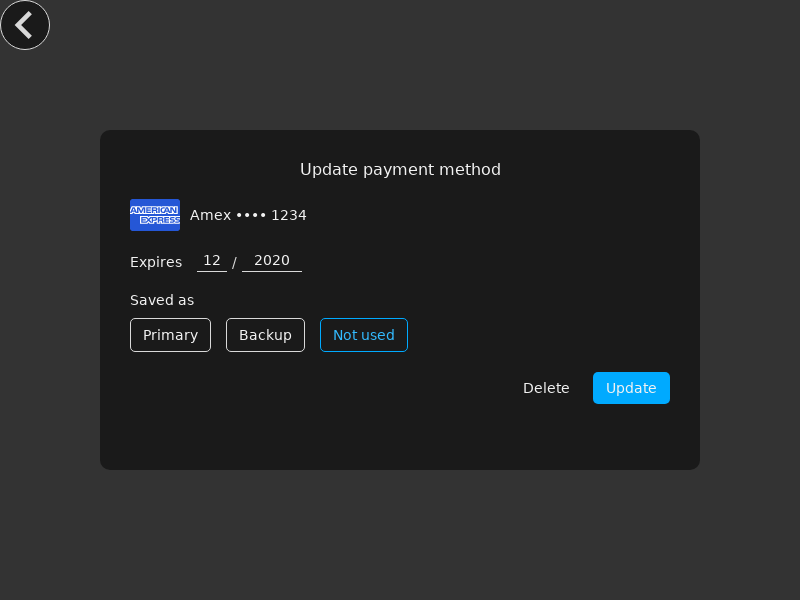 Update payment method
AMERICAN
EXPRESS
Amex •••• 1234
Expires 12 / 2020
Saved as
Primary Backup Not used
Delete Update